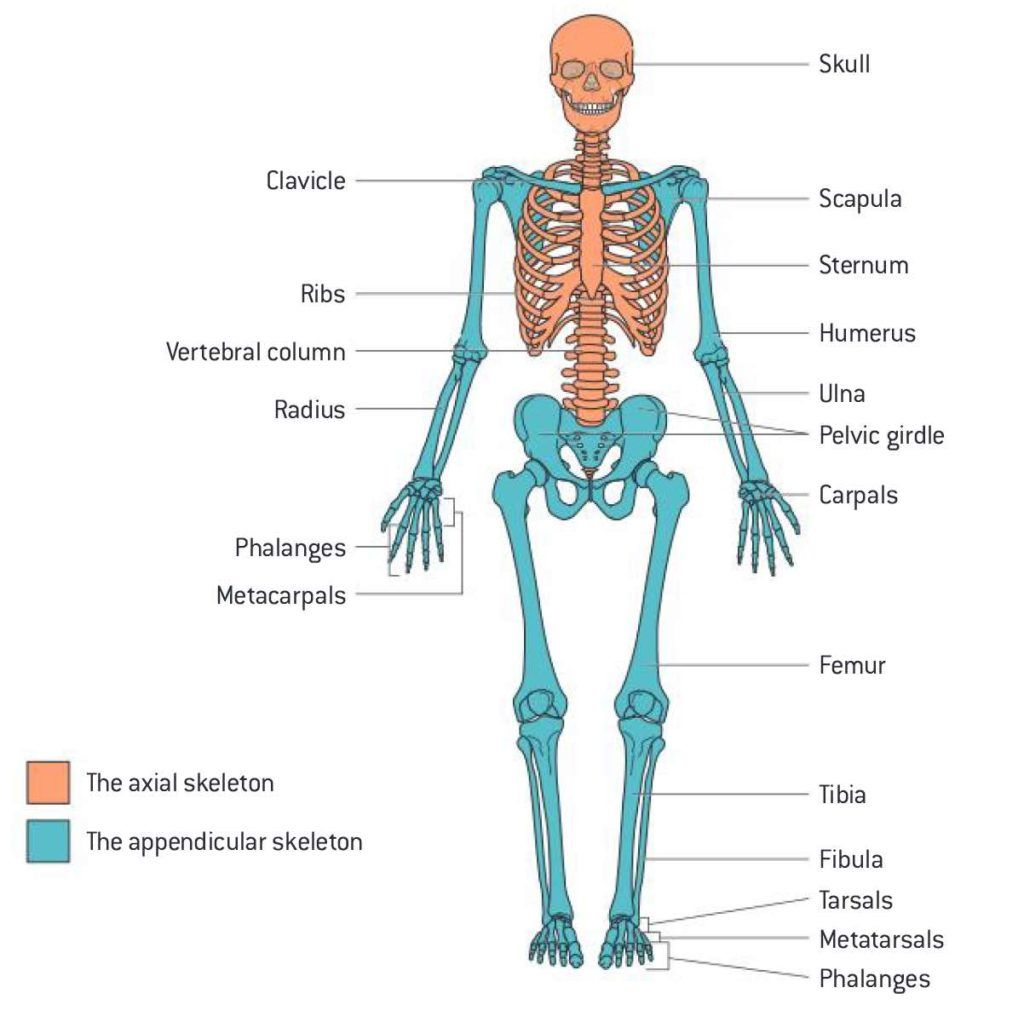 Skull
Clavicle
Scapula
Sternum
Ribs
Humerus
Vertebral column
Ulna
Radius
Pelvic girdle
Carpals
Phalanges
Metacarpals
Femur
The axial skeleton
Tibia
The appendicular skeleton
Fibula
Tarsals
Metatarsals
Phalanges